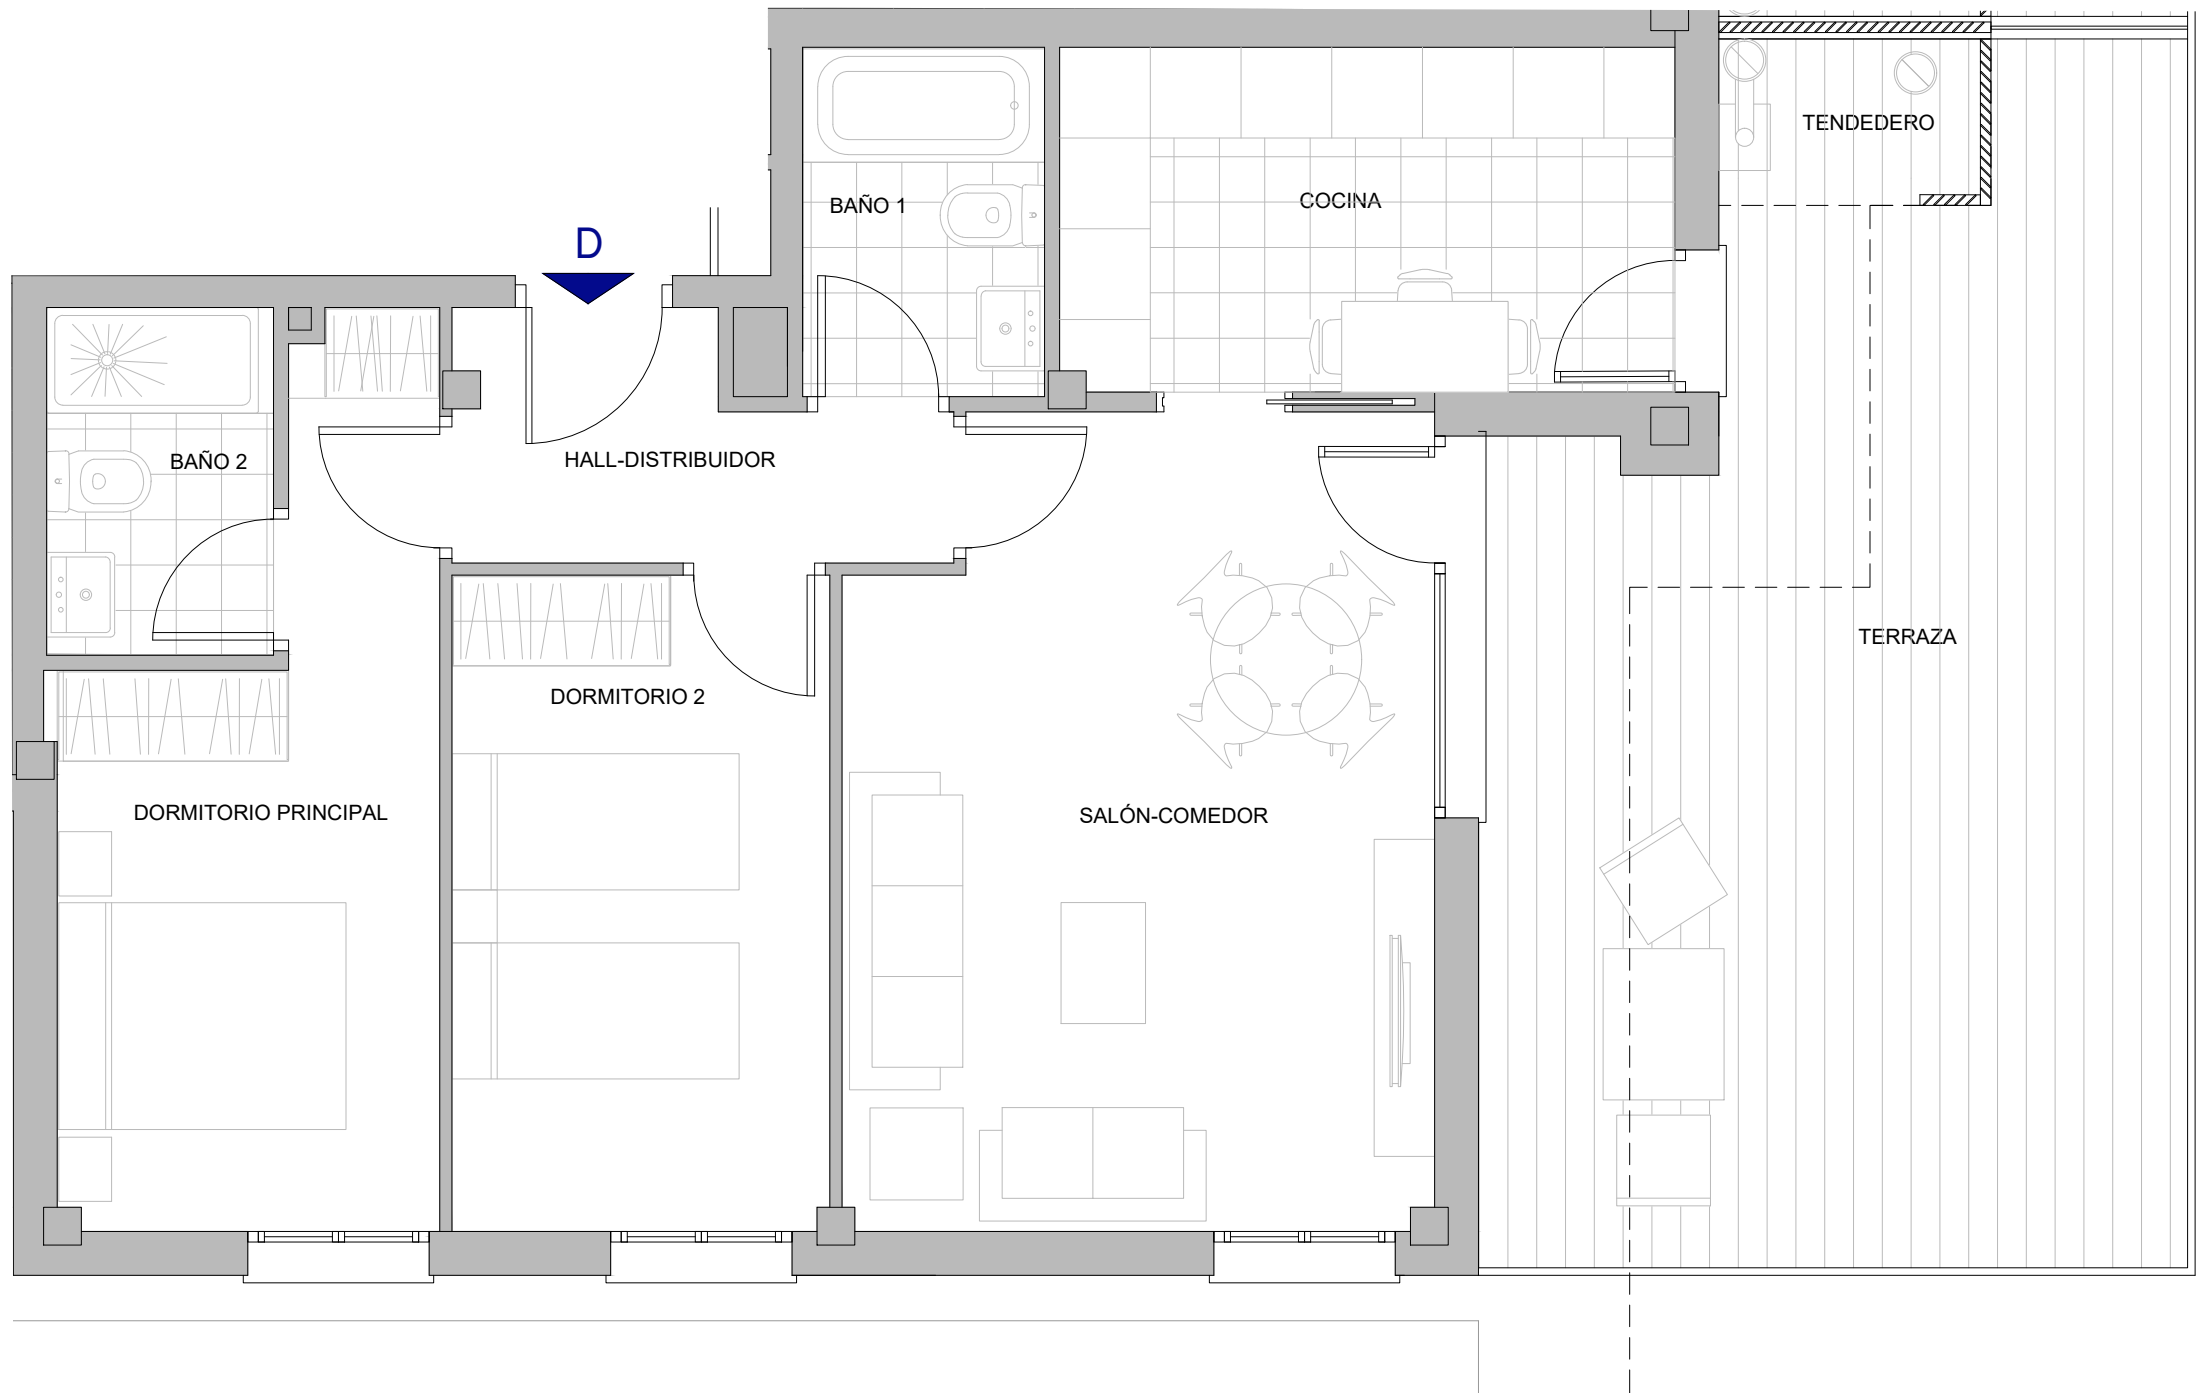 TENDEDERO
COCINA
BAÑO 1
D
HALL-DISTRIBUIDOR
BAÑO 2
TERRAZA
DORMITORIO 2
DORMITORIO PRINCIPAL
SALÓN-COMEDOR